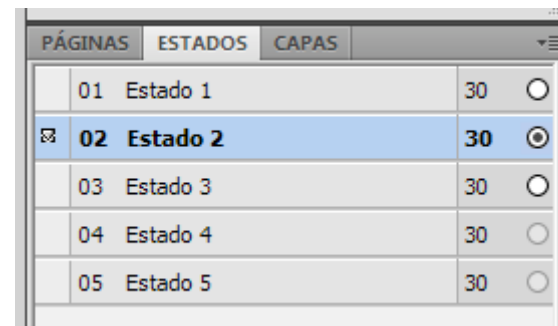 PÁGINAS ESTADOS CAPAS
01 Estado 1 30
02 Estado 2 30
03 Estado 3 30
04 Estado 4 30
05 Estado 5 30